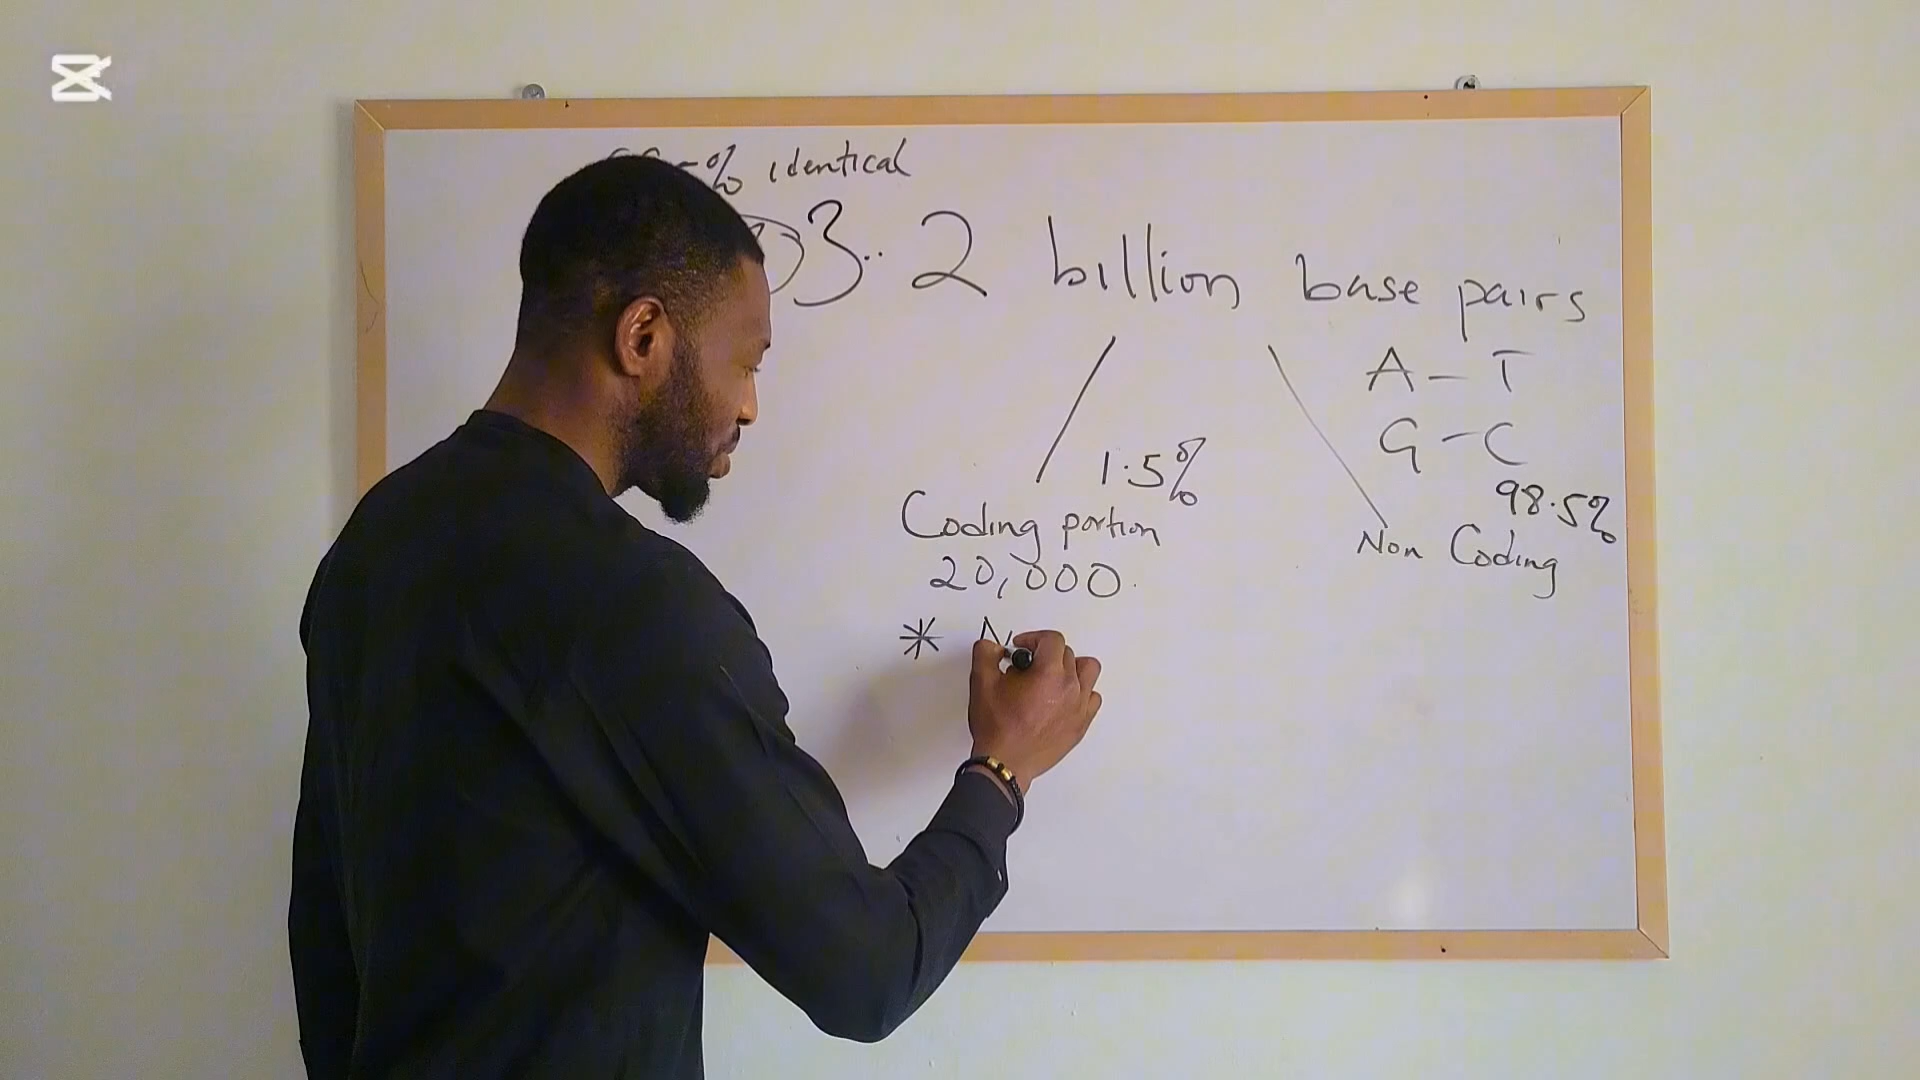 % identical
3.2 billion base pairs
A - T
G - C
1.5%
98.5%
Coding portion
Non Coding
20,000
* N